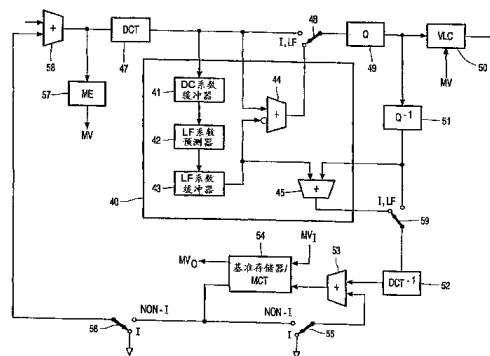 +
58
DCT
47
I, LF
48
Q
49
VLC
50
MV
57
ME
MV
41
DC系数
缓冲器
44
+
42
LF系数
预测器
43
LF系数
缓冲器
40
45
+
Q-1
51
I, LF
59
54
MVI
MVO
基准存储器/
MCT
53
+
DCT-1
52
NON-I
NON-I
56
I
I
55